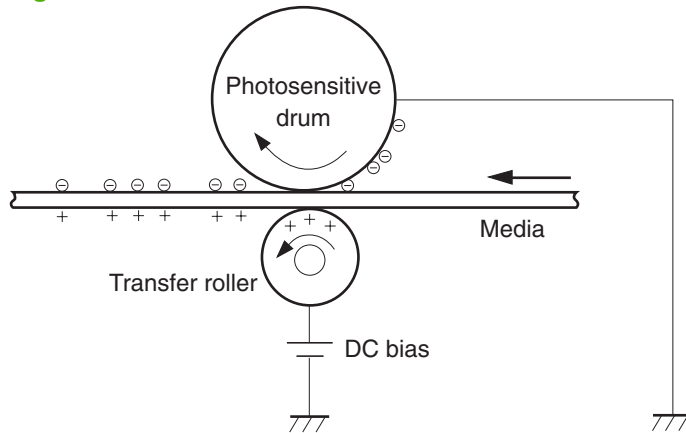 Photosensitive
drum
Media
Transfer roller
DC bias